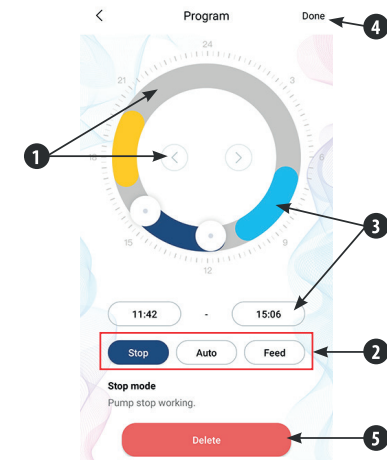 Program
Done
4
24
21
3
1
18
6
3
15
9
12
11:42 - 15:06
Stop Auto Feed
2
Stop mode
Pump stop working.
Delete
5